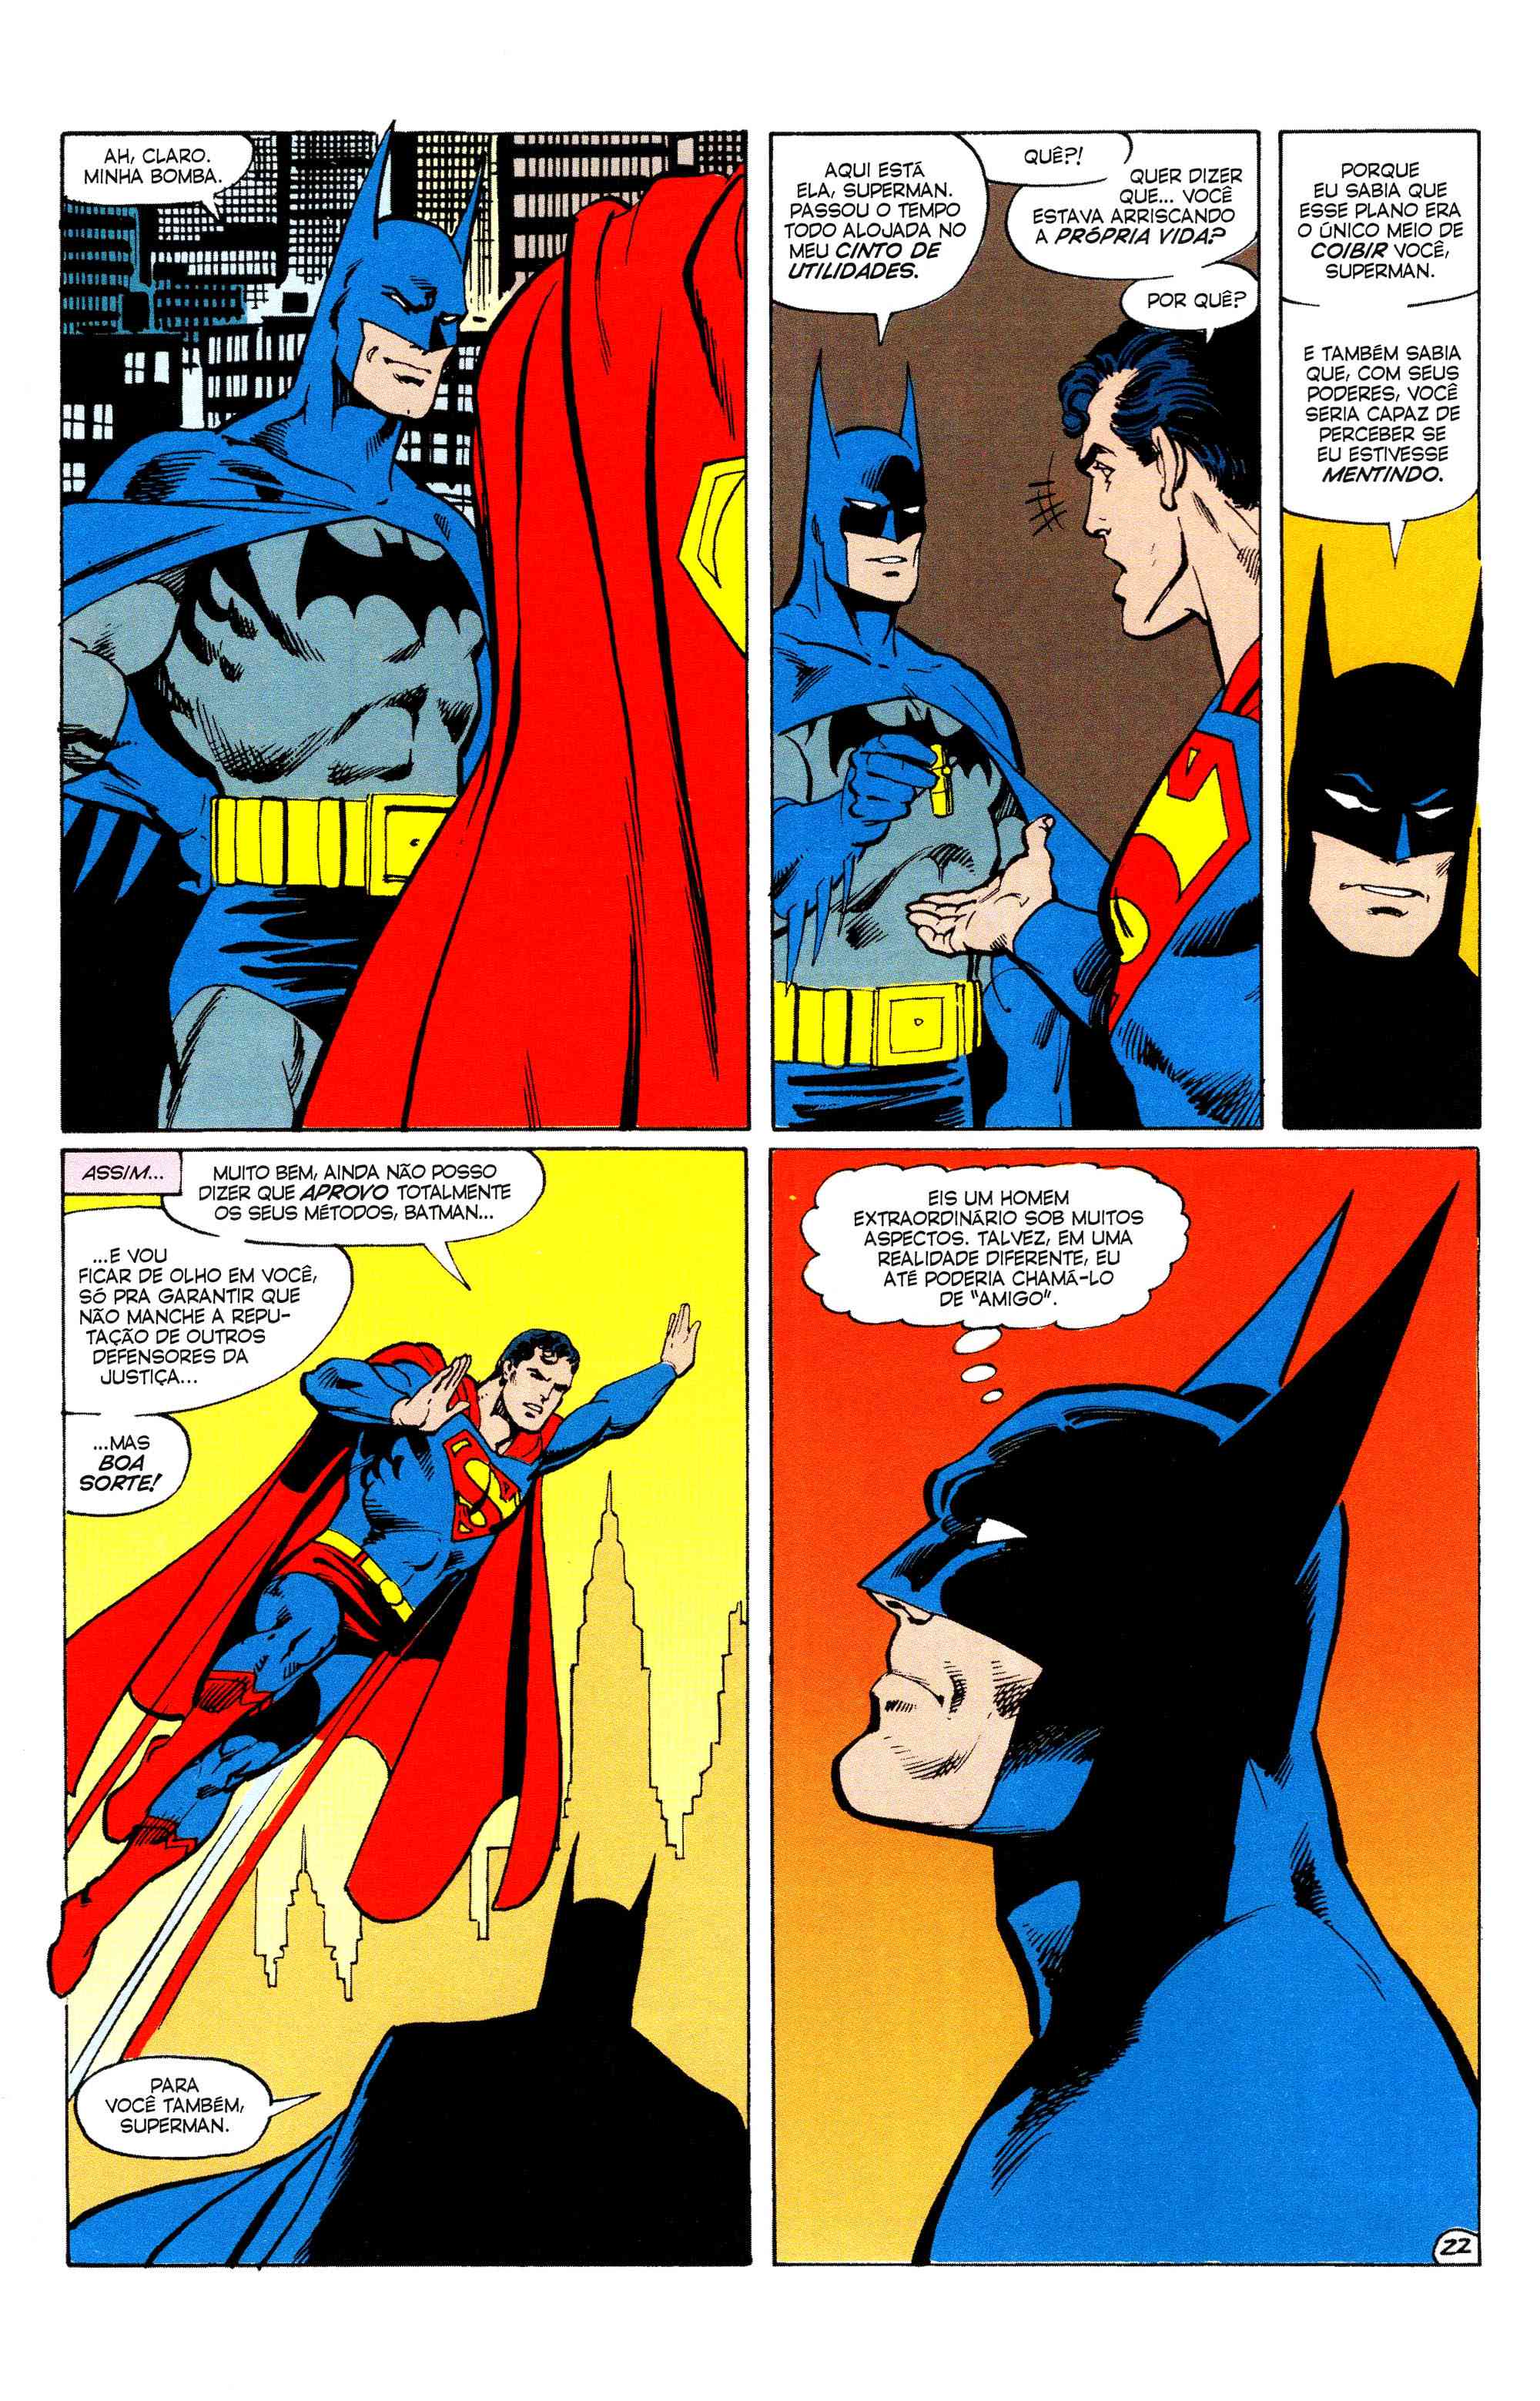 AH, CLARO.
MINHA BOMBA.
AQUI ESTÁ
ELA, SUPERMAN.
PASSOU O TEMPO
TODO ALOJADA NO
MEU CINTO DE
UTILIDADES.
QUÊ?!
QUER DIZER
QUE... VOCÊ
ESTAVA ARRISCANDO
A PRÓPRIA VIDA?
POR QUÊ?
PORQUE
EU SABIA QUE
ESSE PLANO ERA
O ÚNICO MEIO DE
COIBIR VOCÊ,
SUPERMAN.
E TAMBÉM SABIA
QUE, COM SEUS
PODERES, VOCÊ
SERIA CAPAZ DE
PERCEBER SE
EU ESTIVESSE
MENTINDO.
ASSIM...
MUITO BEM, AINDA NÃO POSSO
DIZER QUE APROVO TOTALMENTE
OS SEUS MÉTODOS, BATMAN...
...E VOU
FICAR DE OLHO EM VOCÊ,
SÓ PRA GARANTIR QUE
NÃO MANCHE A REPU-
TAÇÃO DE OUTROS
DEFENSORES DA
JUSTIÇA...
...MAS
BOA
SORTE!
PARA
VOCÊ TAMBÉM,
SUPERMAN.
EIS UM HOMEM
EXTRAORDINÁRIO SOB MUITOS
ASPECTOS. TALVEZ, EM UMA
REALIDADE DIFERENTE, EU
ATÉ PODERIA CHAMÁ-LO
DE "AMIGO".
22